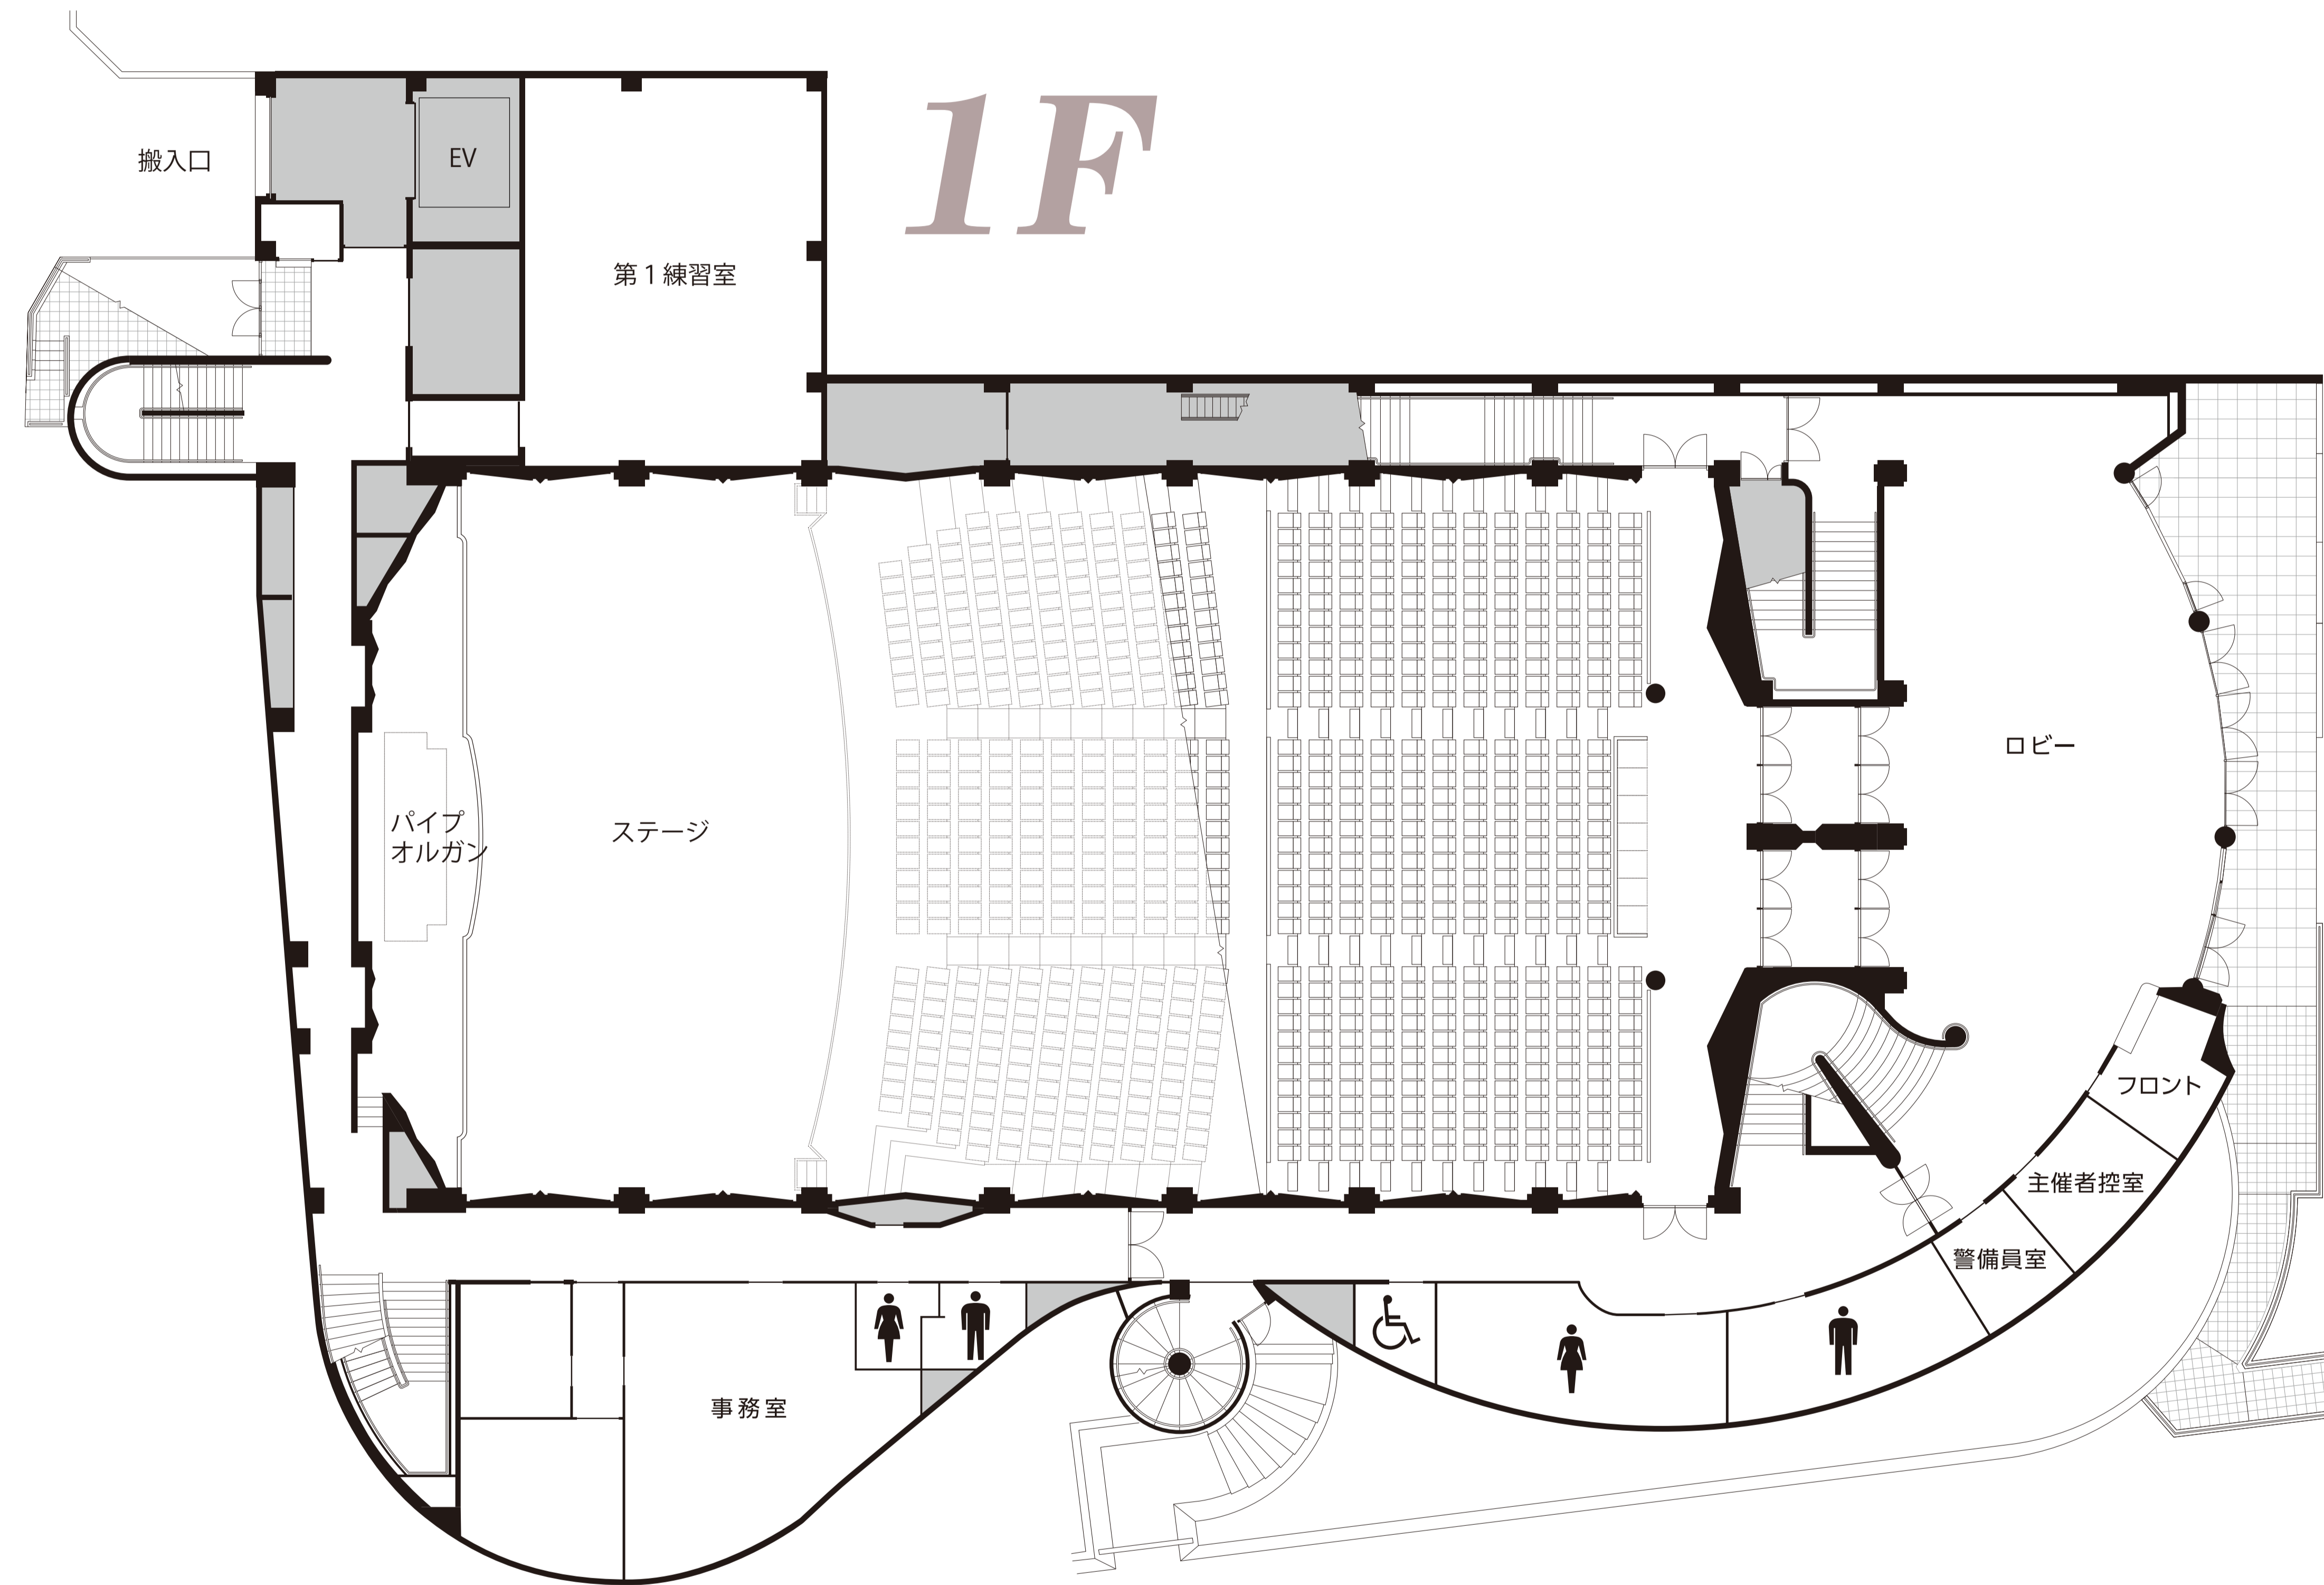 1F
搬入口
EV
第1練習室
ロビー
パイプ
オルガン
ステージ
フロント
主催者控室
警備員室
事務室